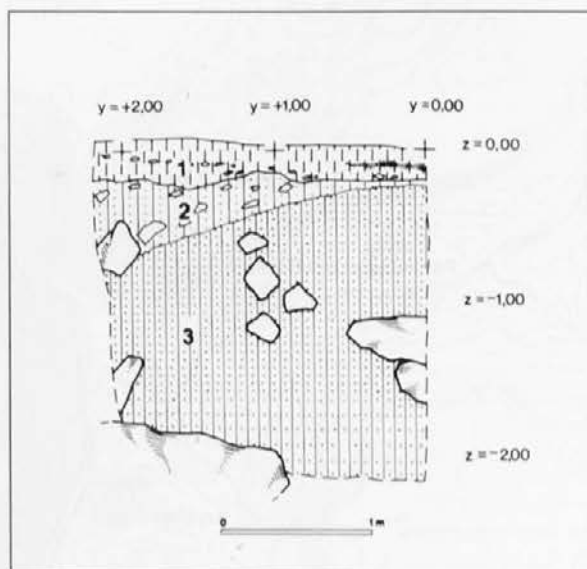 y = +2,00 y = +1,00 y = 0,00
z = 0,00
1
2
z = -1,00
3
z = -2,00
0 1 m